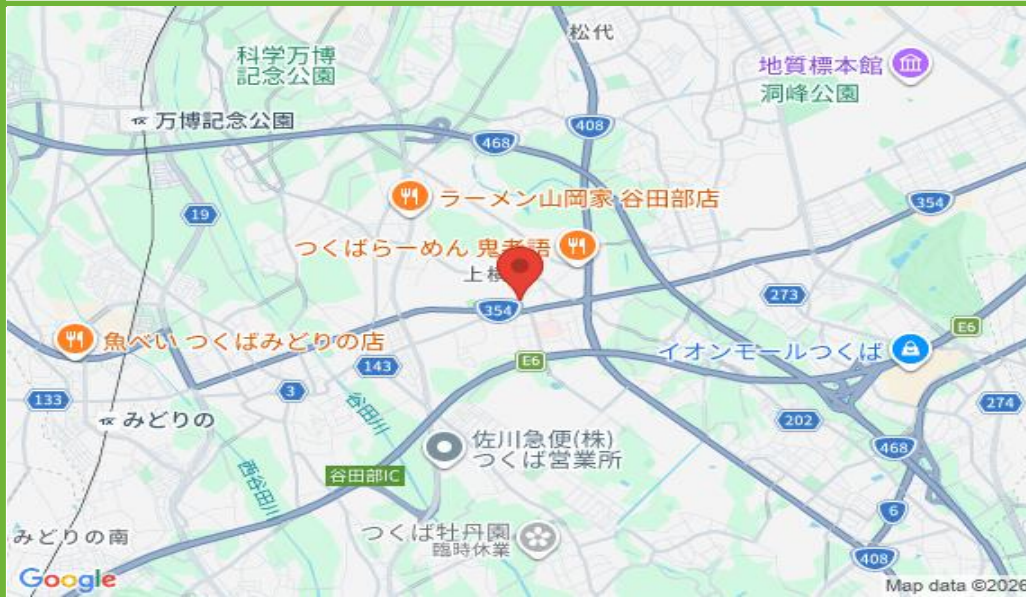 松代
科学万博
記念公園
地質標本館
洞峰公園
万博記念公園
408
468
ラーメン山岡家 谷田部店
354
19
つくばらーめん 鬼者語
上横
273
354
E6
魚べい つくばみどりの店
イオンモールつくば
E6
143
3
133
274
みどりの
谷田川
202
佐川急便(株)
つくば営業所
468
谷田部IC
西谷田川
6
つくば牡丹園
臨時休業
みどりの南
408
Google
Map data ©2026